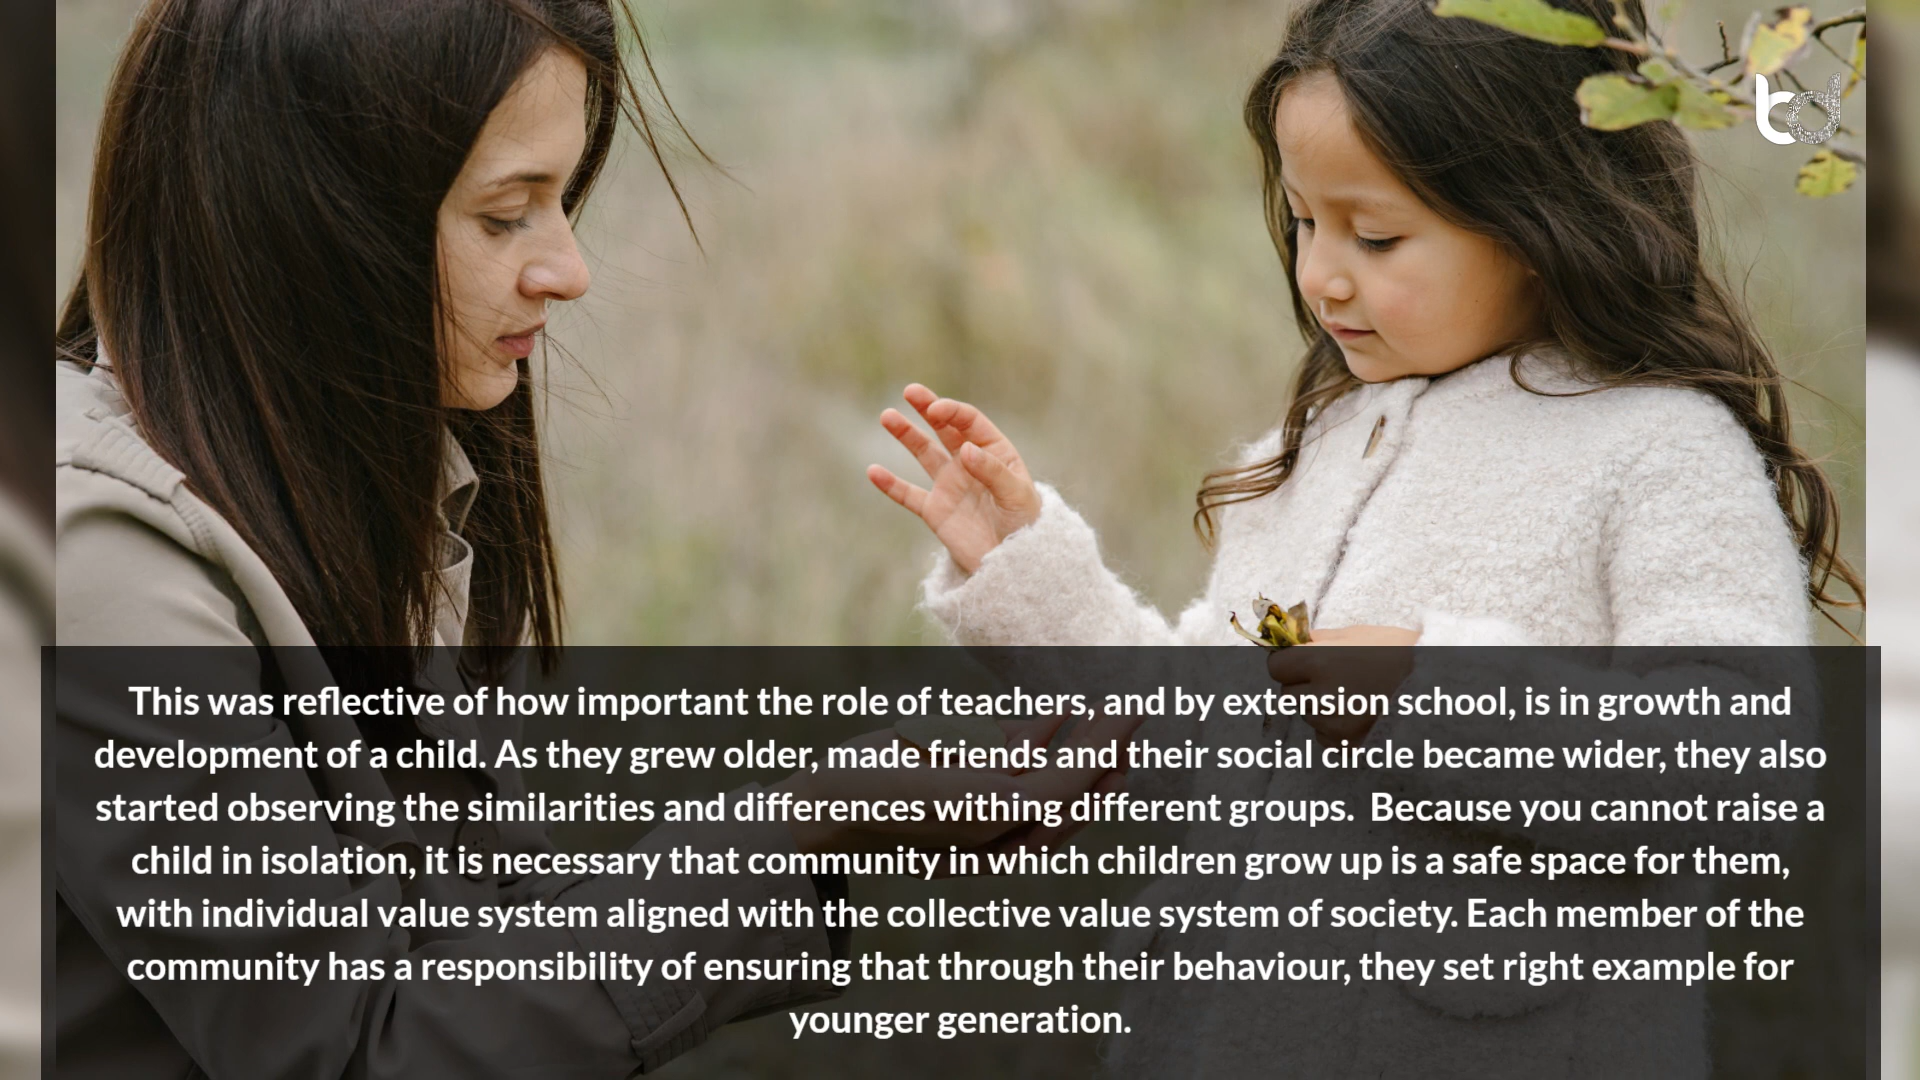 bd
This was reflective of how important the role of teachers, and by extension school, is in growth and
development of a child. As they grew older, made friends and their social circle became wider, they also
started observing the similarities and differences withing different groups.  Because you cannot raise a
child in isolation, it is necessary that community in which children grow up is a safe space for them,
with individual value system aligned with the collective value system of society. Each member of the
community has a responsibility of ensuring that through their behaviour, they set right example for
younger generation.